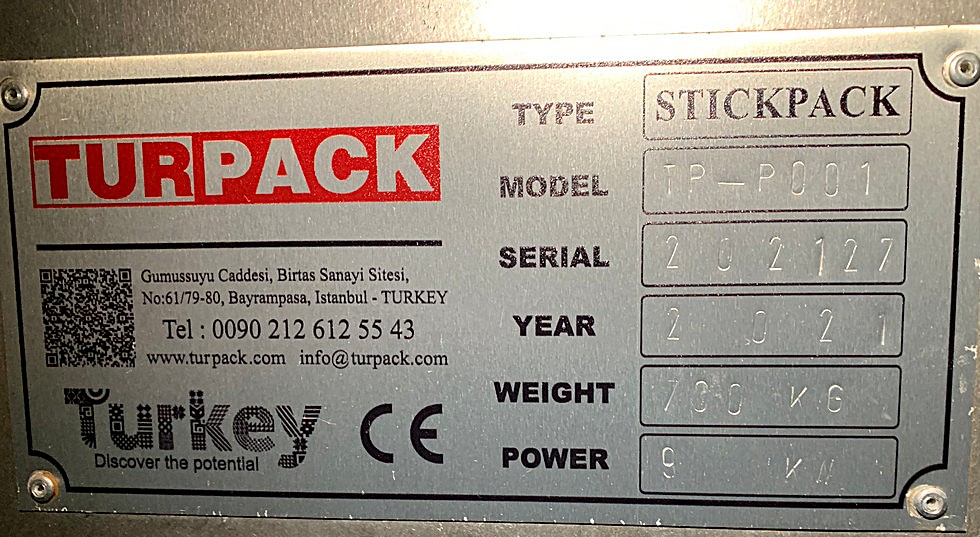 TURPACK
Gumussuyu Caddesi, Birtas Sanayi Sitesi,
No:61/79-80, Bayrampasa, Istanbul - TURKEY
Tel : 0090 212 612 55 43
www.turpack.com info@turpack.com
Turkey
Discover the potential
CE
TYPE STICKPACK
MODEL TP-P001
SERIAL 202127
YEAR 2021
WEIGHT 700 KG
POWER 9 KW